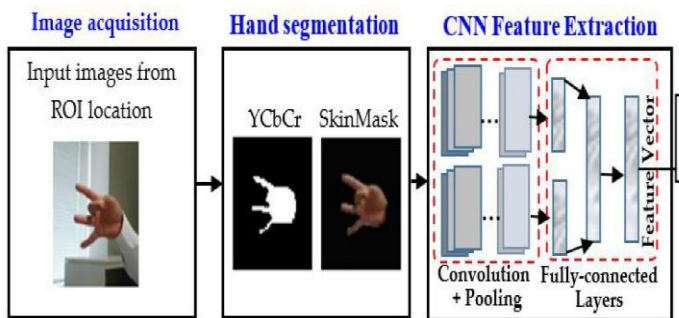 Image acquisition
Input images from
ROI location
Hand segmentation
YCbCr
SkinMask
CNN Feature Extraction
...
...
Feature Vector
Convolution
+ Pooling
Fully-connected
Layers